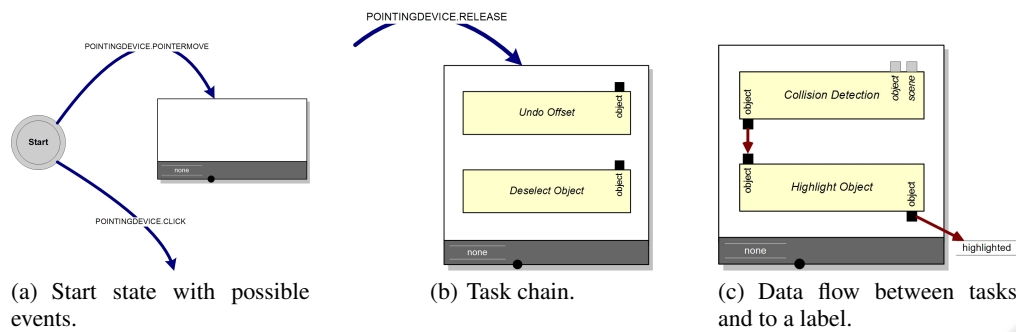 POINTINGDEVICE.POINTERMOVE
Start
none
POINTINGDEVICE.CLICK
(a) Start state with possible
events.
POINTINGDEVICE.RELEASE
object
Undo Offset
object
Deselect Object
none
(b) Task chain.
object
scene
object
Collision Detection
object
Highlight Object
object
none
highlighted
(c) Data flow between tasks
and to a label.